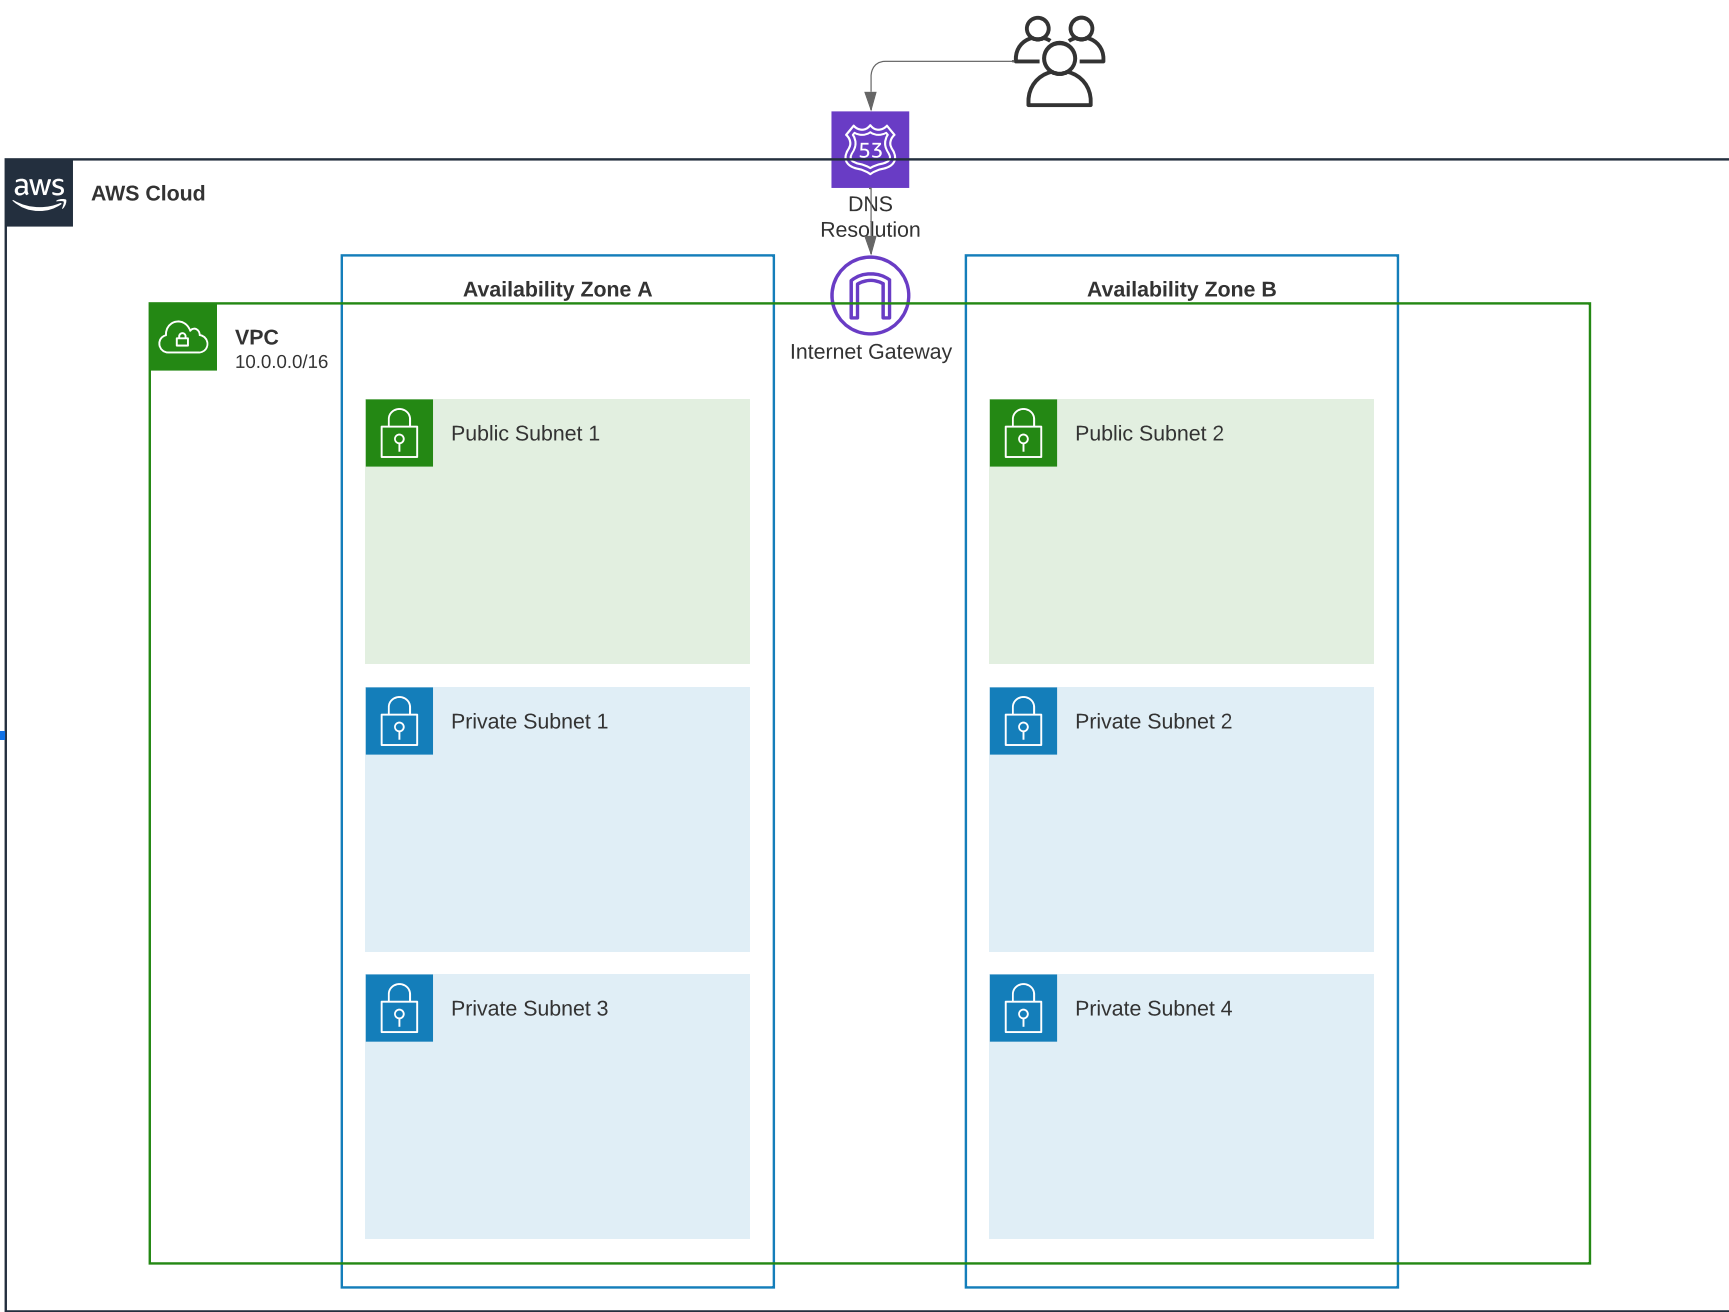 53
aws
AWS Cloud
DNS
Resolution
Availability Zone A
Availability Zone B
VPC
10.0.0.0/16
Internet Gateway
Public Subnet 1
Public Subnet 2
Private Subnet 1
Private Subnet 2
Private Subnet 3
Private Subnet 4